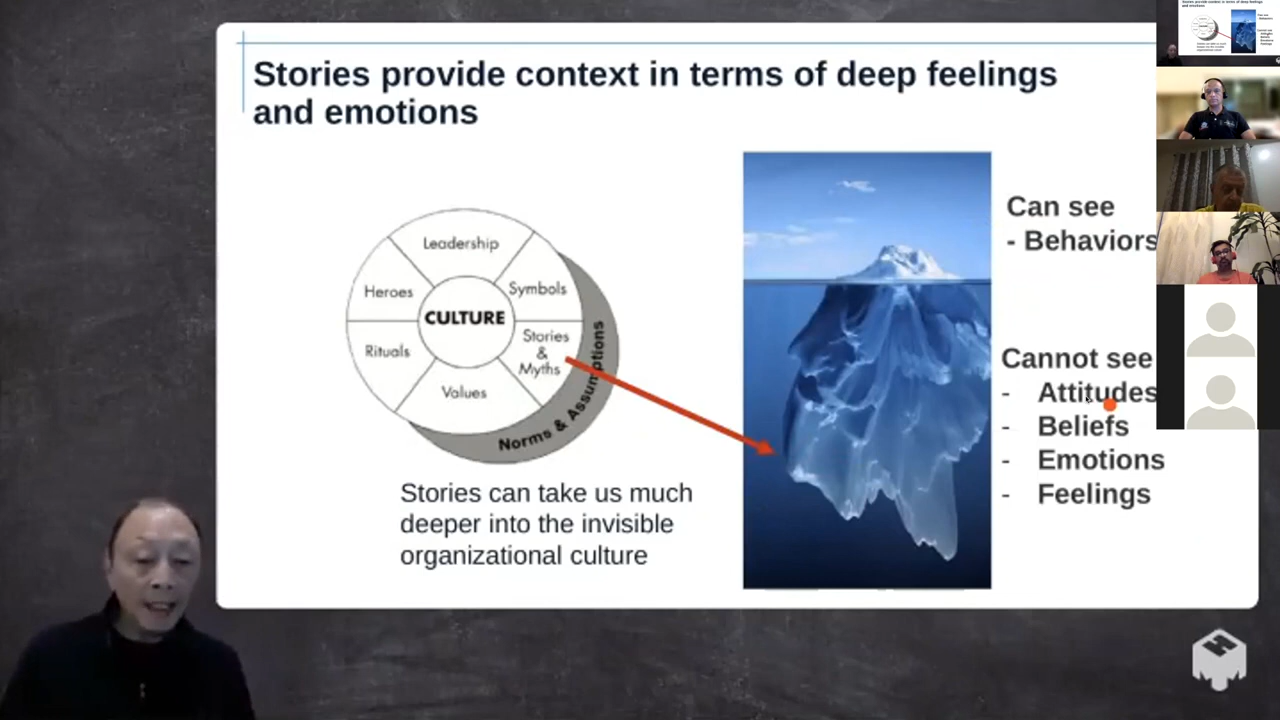 Stories provide context in terms of deep feelings
and emotions
Leadership
Heroes
Symbols
CULTURE
Rituals
Stories
&
Myths
Values
Norms & Assumptions
Stories can take us much
deeper into the invisible
organizational culture
Can see
- Behaviors
Cannot see
- Attitudes
- Beliefs
- Emotions
- Feelings